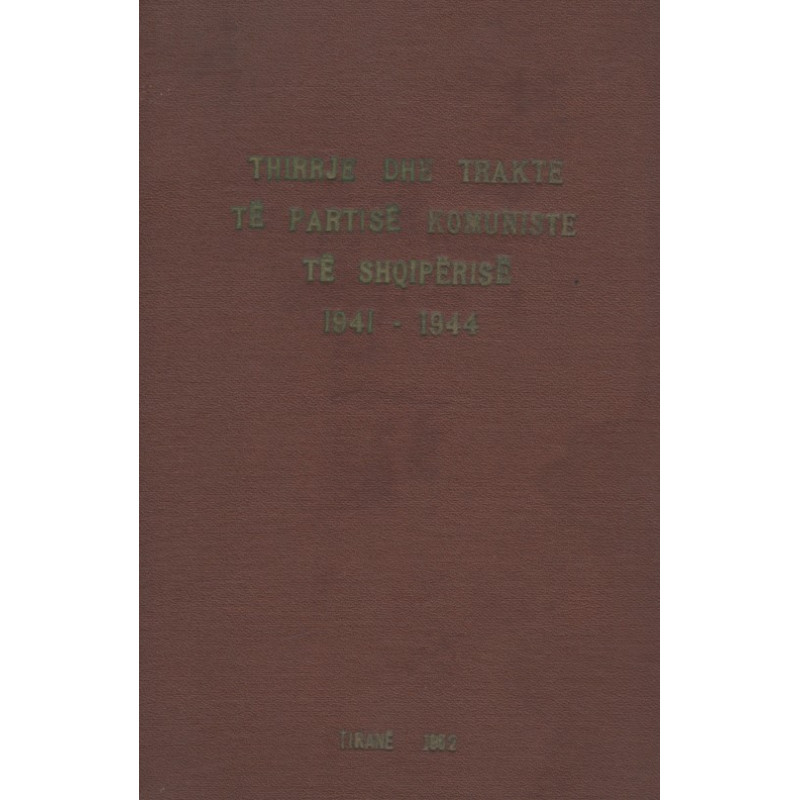 THIRRJE DHE TRAKTE
TË PARTISË KOMUNISTE
TË SHQIPËRISË
1941 - 1944
TIRANË 1962